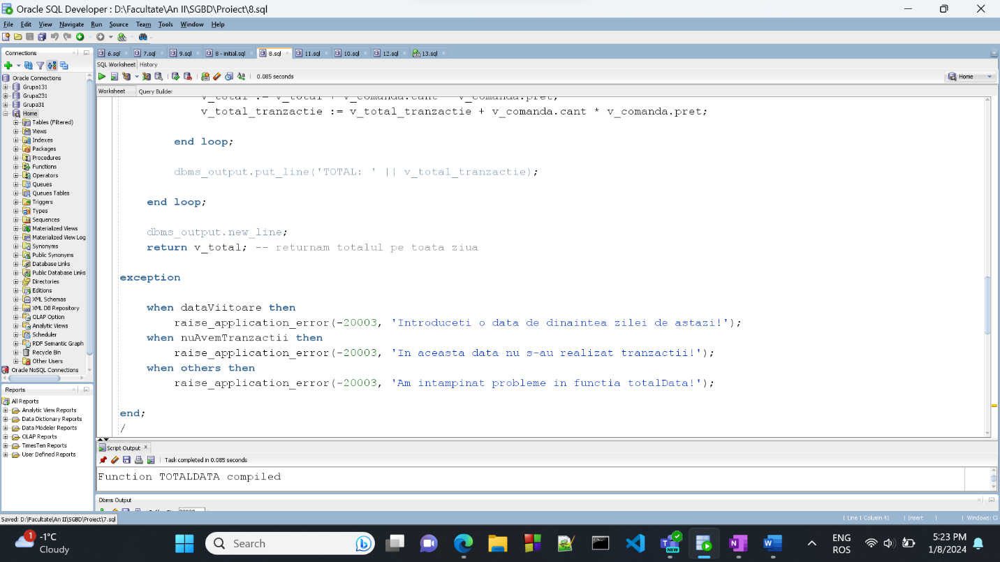 Oracle SQL Developer : D:\Facultate\An II\SGBD\Proiect\8.sql
File Edit View Navigate Run Source Team Tools Window Help
Connections
6.sql 7.sql 9.sql 8 - initial.sql 8.sql 11.sql 10.sql 12.sql 13.sql
SQL Worksheet History
0.085 seconds
Home
Worksheet Query Builder
Oracle Connections
Grupa131
Grupa231
Grupa31
Home
Tables (Filtered)
Views
Indexes
Packages
Procedures
Functions
Operators
Queues
Queues Tables
Triggers
Types
Sequences
Materialized Views
Materialized View Log
Synonyms
Public Synonyms
Database Links
Public Database Links
Directories
Editions
XML Schemas
XML DB Repository
OLAP Option
Analytic Views
Scheduler
RDF Semantic Graph
Recycle Bin
Other Users
Oracle NoSQL Connections
Reports
All Reports
Analytic View Reports
Data Dictionary Reports
Data Modeler Reports
OLAP Reports
TimesTen Reports
User Defined Reports
v_total := v_total + v_comanda.cant * v_comanda.pret;
v_total_tranzactie := v_total_tranzactie + v_comanda.cant * v_comanda.pret;
end loop;
dbms_output.put_line('TOTAL: ' || v_total_tranzactie);
end loop;
dbms_output.new_line;
return v_total; -- returnam totalul pe toata ziua
exception
when dataViitoare then
raise_application_error(-20003, 'Introduceti o data de dinaintea zilei de astazi!');
when nuAvemTranzactii then
raise_application_error(-20003, 'In aceasta data nu s-au realizat tranzactii!');
when others then
raise_application_error(-20003, 'Am intampinat probleme in functia totalData!');
end;
/
Script Output
Task completed in 0.085 seconds
Function TOTALDATA compiled
Dbms Output
Saved: D:\Facultate\An II\SGBD\Proiect\7.sql
| Line 1 Column 41 | Insert | | Windows: Cl
1
-1°C
Cloudy
Search
NEW
ENG
ROS
5:23 PM
1/8/2024